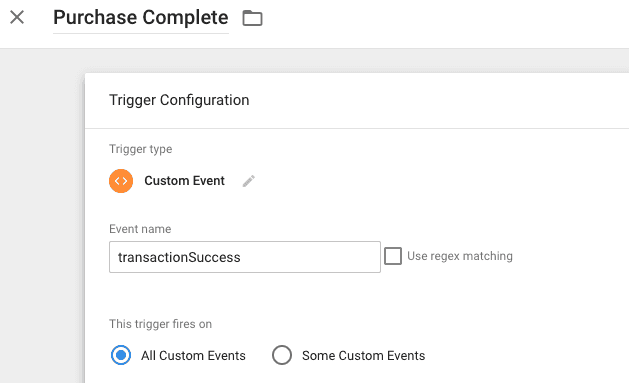 Purchase Complete
Trigger Configuration
Trigger type
Custom Event
Event name
transactionSuccess
Use regex matching
This trigger fires on
All Custom Events Some Custom Events